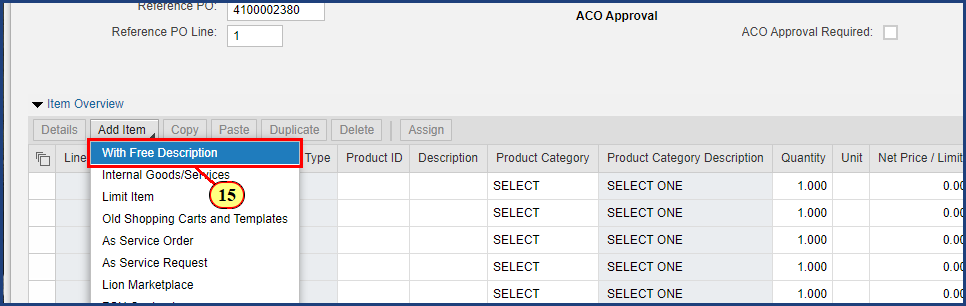 Reference PO: 4100002380
ACO Approval
Reference PO Line: 1 ACO Approval Required:
Item Overview
Details Add Item Copy Paste Duplicate Delete Assign
With Free Description
Line Type Product ID Description Product Category Product Category Description Quantity Unit Net Price / Limit
Internal Goods/Services
SELECT SELECT ONE 1.000 0.00
15
Limit Item
Old Shopping Carts and Templates SELECT SELECT ONE 1.000 0.00
As Service Order SELECT SELECT ONE 1.000 0.00
As Service Request SELECT SELECT ONE 1.000 0.00
Lion Marketplace
SELECT SELECT ONE 1.000 0.00